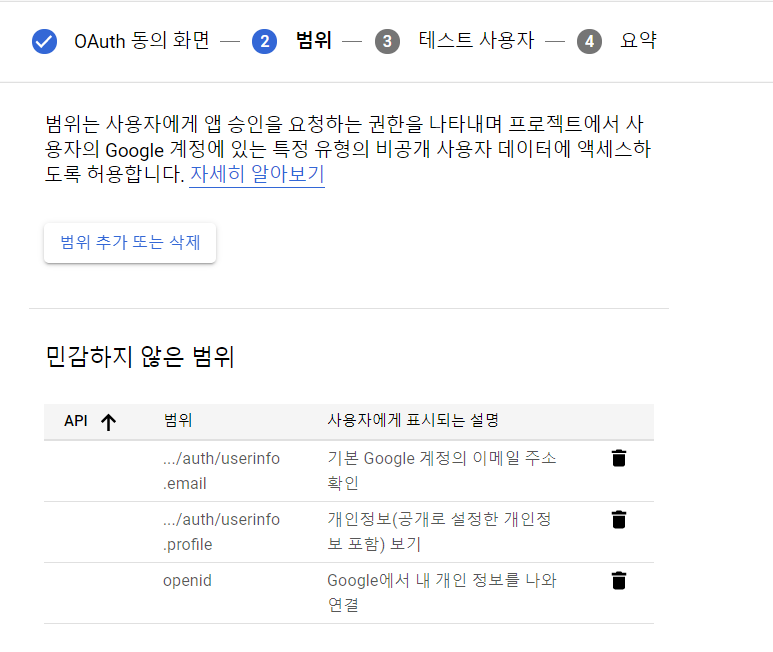 OAuth 동의 화면 — 2 범위 — 3 테스트 사용자 — 4 요약
범위는 사용자에게 앱 승인을 요청하는 권한을 나타내며 프로젝트에서 사
용자의 Google 계정에 있는 특정 유형의 비공개 사용자 데이터에 액세스하
도록 허용합니다. 자세히 알아보기
범위 추가 또는 삭제
민감하지 않은 범위
API ↑ 범위 사용자에게 표시되는 설명
.../auth/userinfo 기본 Google 계정의 이메일 주소
.email 확인
.../auth/userinfo 개인정보(공개로 설정한 개인정
.profile 보 포함) 보기
openid Google에서 내 개인 정보를 나와
연결